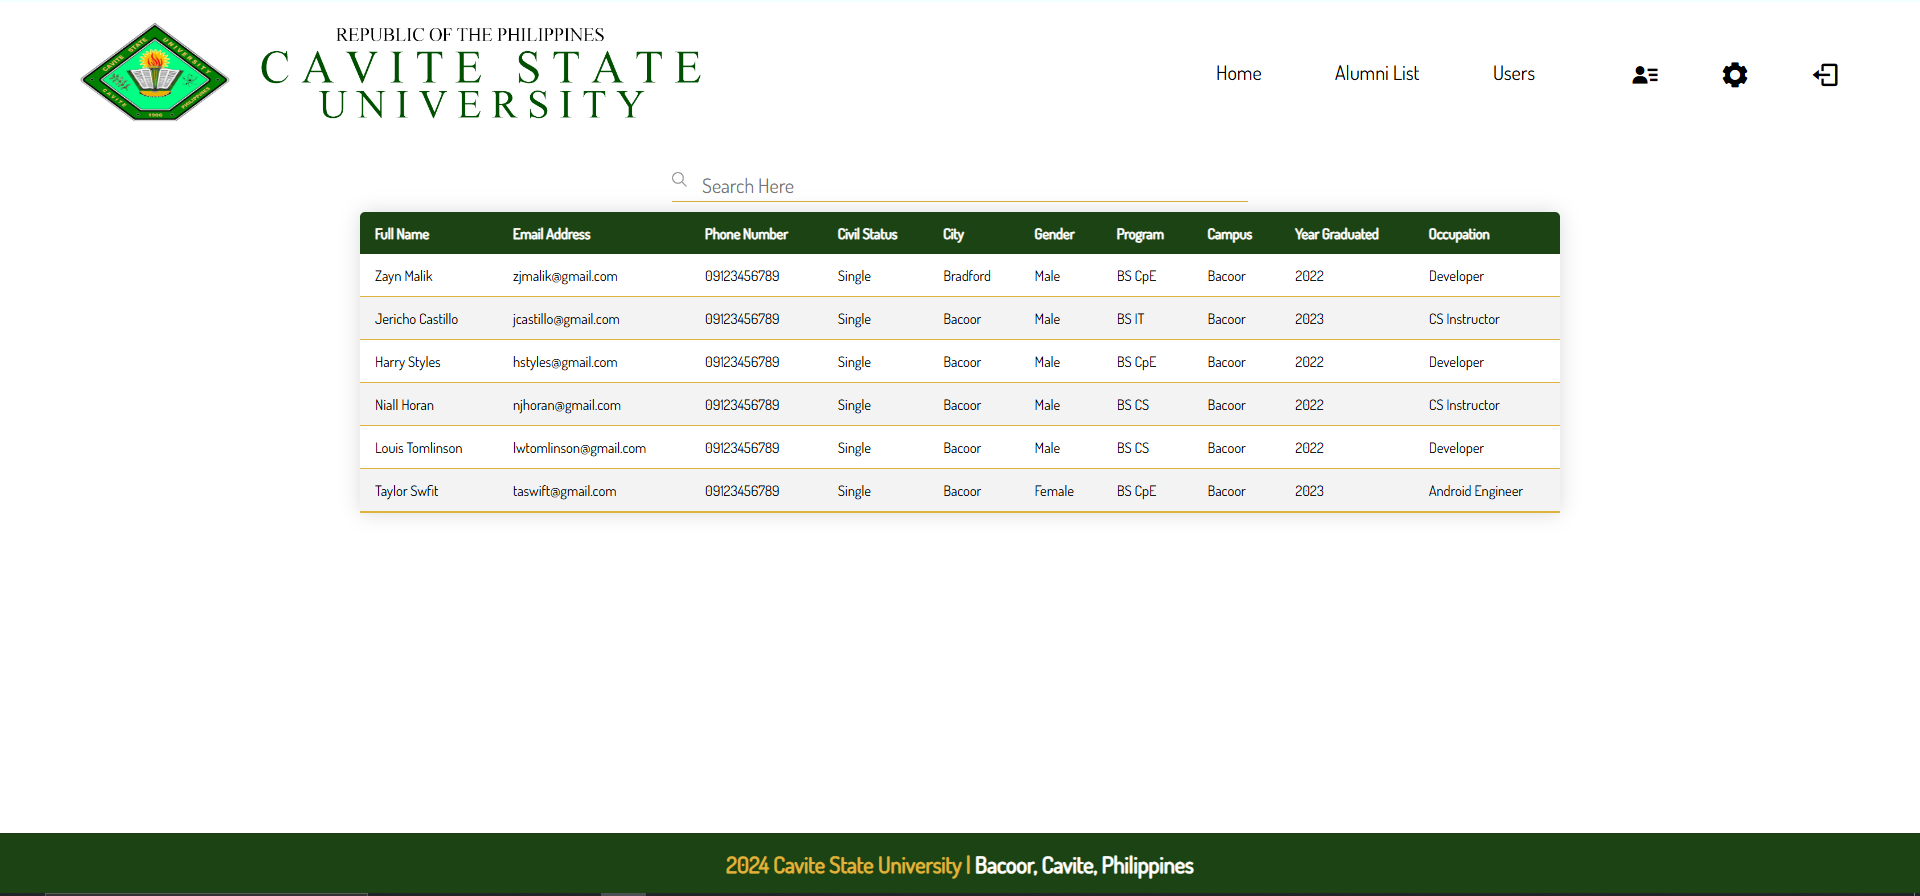 CAVITE STATE UNIVERSITY
CAVITE
PHILIPPINES
1906
REPUBLIC OF THE PHILIPPINES
CAVITE STATE
UNIVERSITY
Home Alumni List Users
Search Here
Full Name Email Address Phone Number Civil Status City Gender Program Campus Year Graduated Occupation
Zayn Malik zjmalik@gmail.com 09123456789 Single Bradford Male BS CpE Bacoor 2022 Developer
Jericho Castillo jcastillo@gmail.com 09123456789 Single Bacoor Male BS IT Bacoor 2023 CS Instructor
Harry Styles hstyles@gmail.com 09123456789 Single Bacoor Male BS CpE Bacoor 2022 Developer
Niall Horan njhoran@gmail.com 09123456789 Single Bacoor Male BS CS Bacoor 2022 CS Instructor
Louis Tomlinson lwtomlinson@gmail.com 09123456789 Single Bacoor Male BS CS Bacoor 2022 Developer
Taylor Swfit taswift@gmail.com 09123456789 Single Bacoor Female BS CpE Bacoor 2023 Android Engineer
2024 Cavite State University | Bacoor, Cavite, Philippines